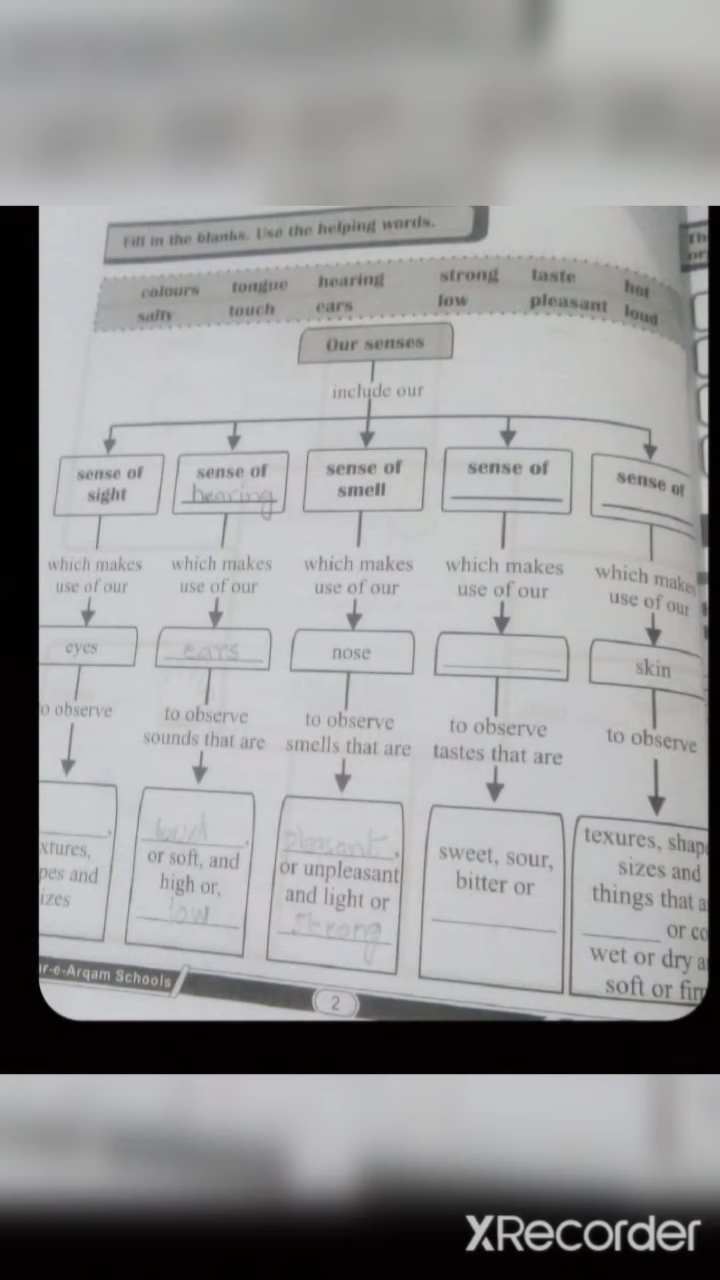 Fill in the blanks. Use the helping words.
colours tongue hearing strong taste hot
salty touch ears low pleasant loud
Our senses
include our
sense of
sight
sense of
hearing
sense of
smell
sense of
sense of
which makes
use of our
which makes
use of our
which makes
use of our
which makes
use of our
which makes
use of our
eyes
ears
nose
skin
o observe
to observe
sounds that are
to observe
smells that are
to observe
tastes that are
to observe
,
xtures,
pes and
izes
loud,
or soft, and
high or,
low
pleasant,
or unpleasant
and light or
strong
sweet, sour,
bitter or
texures, shap
sizes and
things that a
or co
wet or dry a
soft or firm
r-e-Arqam Schools
2
Th
or
XRecorder